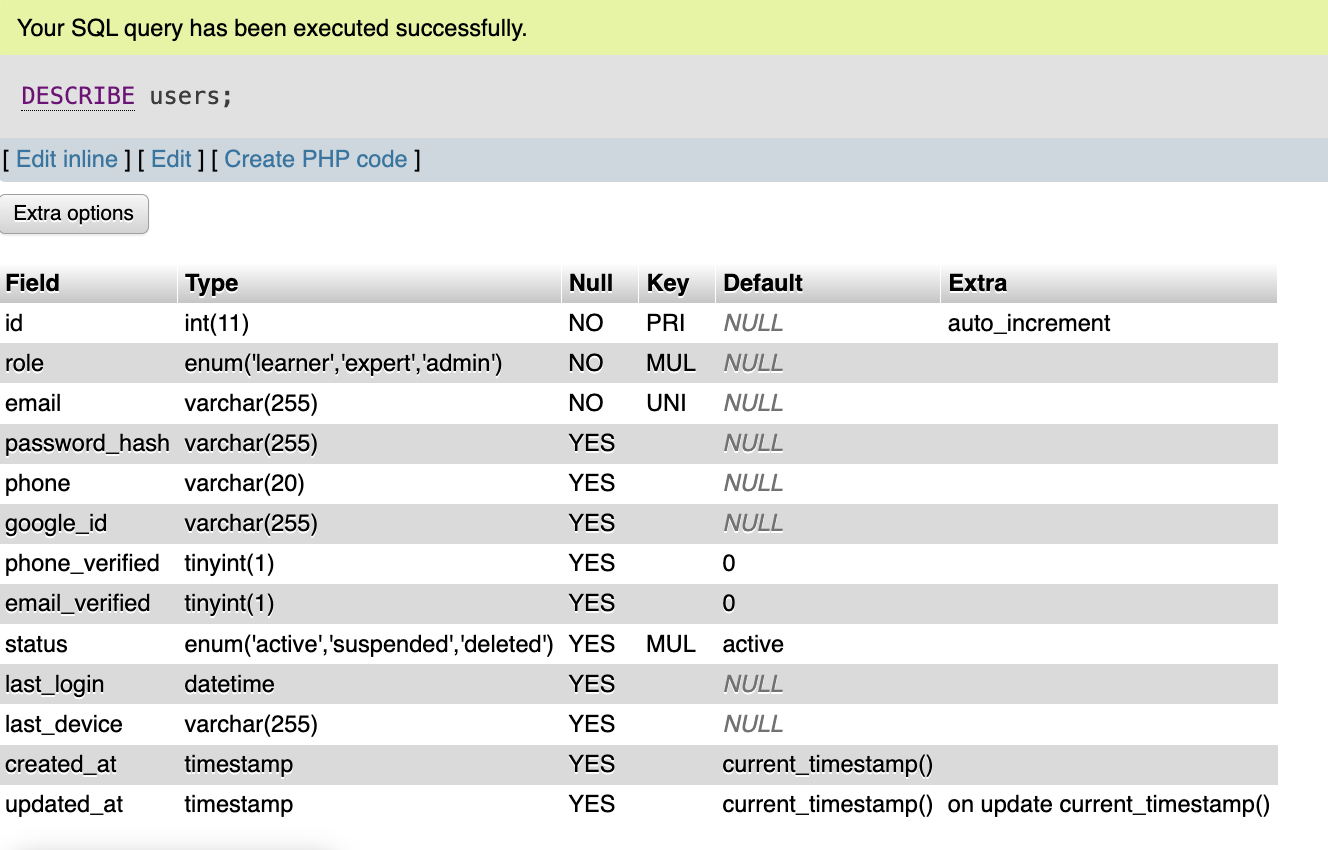 Your SQL query has been executed successfully.
DESCRIBE users;
[ Edit inline ] [ Edit ] [ Create PHP code ]
Extra options
Field Type Null Key Default Extra
id int(11) NO PRI NULL auto_increment
role enum('learner','expert','admin') NO MUL NULL
email varchar(255) NO UNI NULL
password_hash varchar(255) YES NULL
phone varchar(20) YES NULL
google_id varchar(255) YES NULL
phone_verified tinyint(1) YES 0
email_verified tinyint(1) YES 0
status enum('active','suspended','deleted') YES MUL active
last_login datetime YES NULL
last_device varchar(255) YES NULL
created_at timestamp YES current_timestamp()
updated_at timestamp YES current_timestamp() on update current_timestamp()